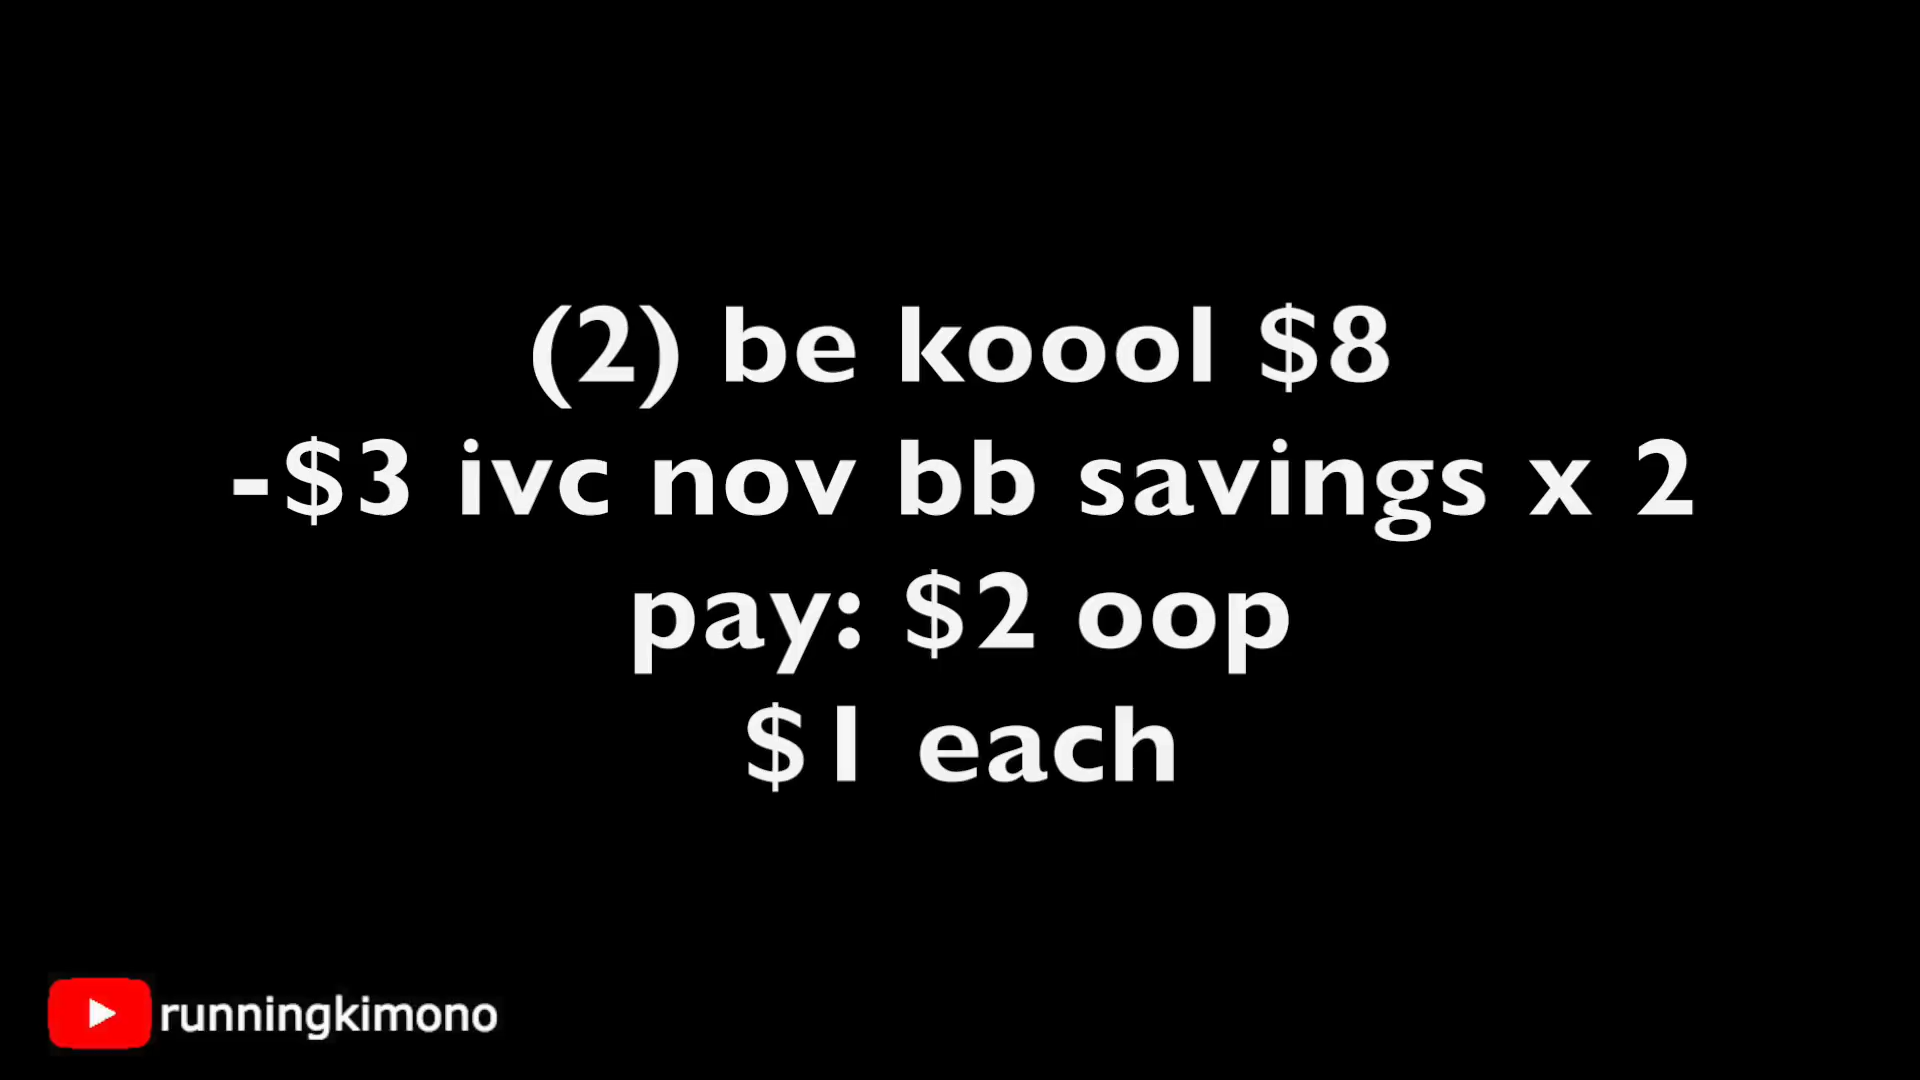 (2) be koool $8
-$3 ivc nov bb savings x 2
pay: $2 oop
$1 each
runningkimono